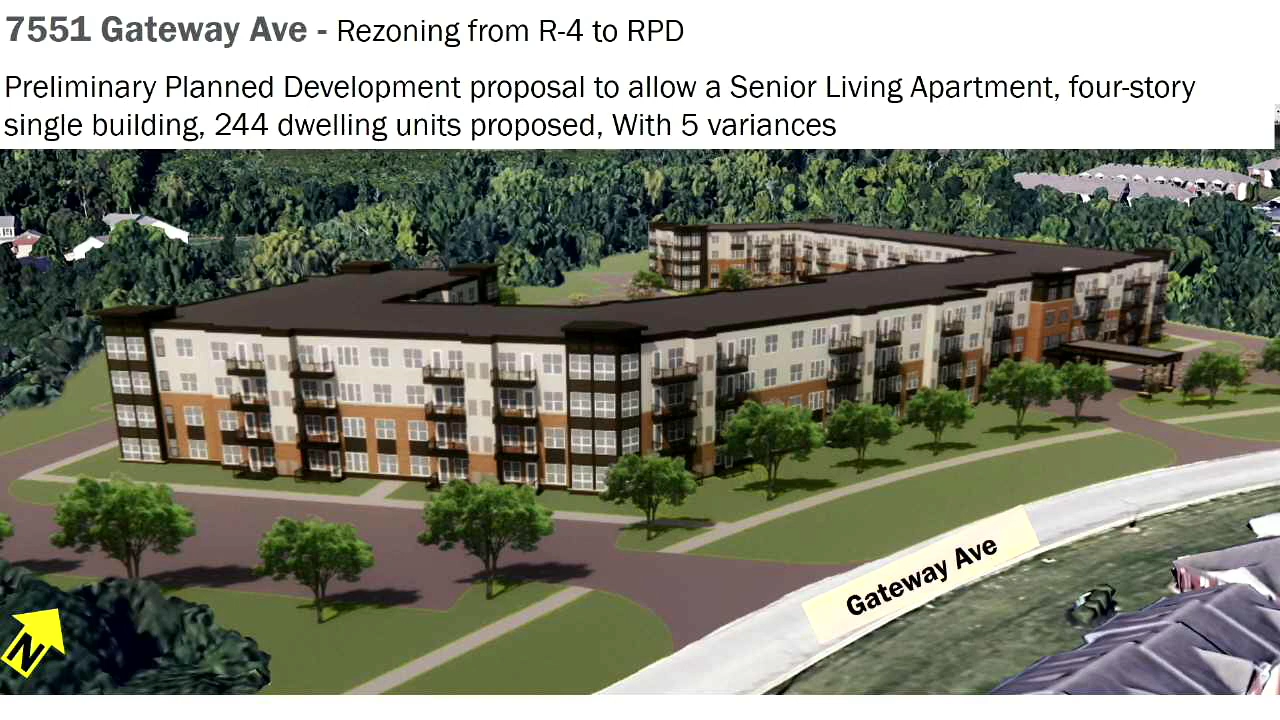 7551 Gateway Ave - Rezoning from R-4 to RPD
Preliminary Planned Development proposal to allow a Senior Living Apartment, four-story
single building, 244 dwelling units proposed, With 5 variances
Gateway Ave
N